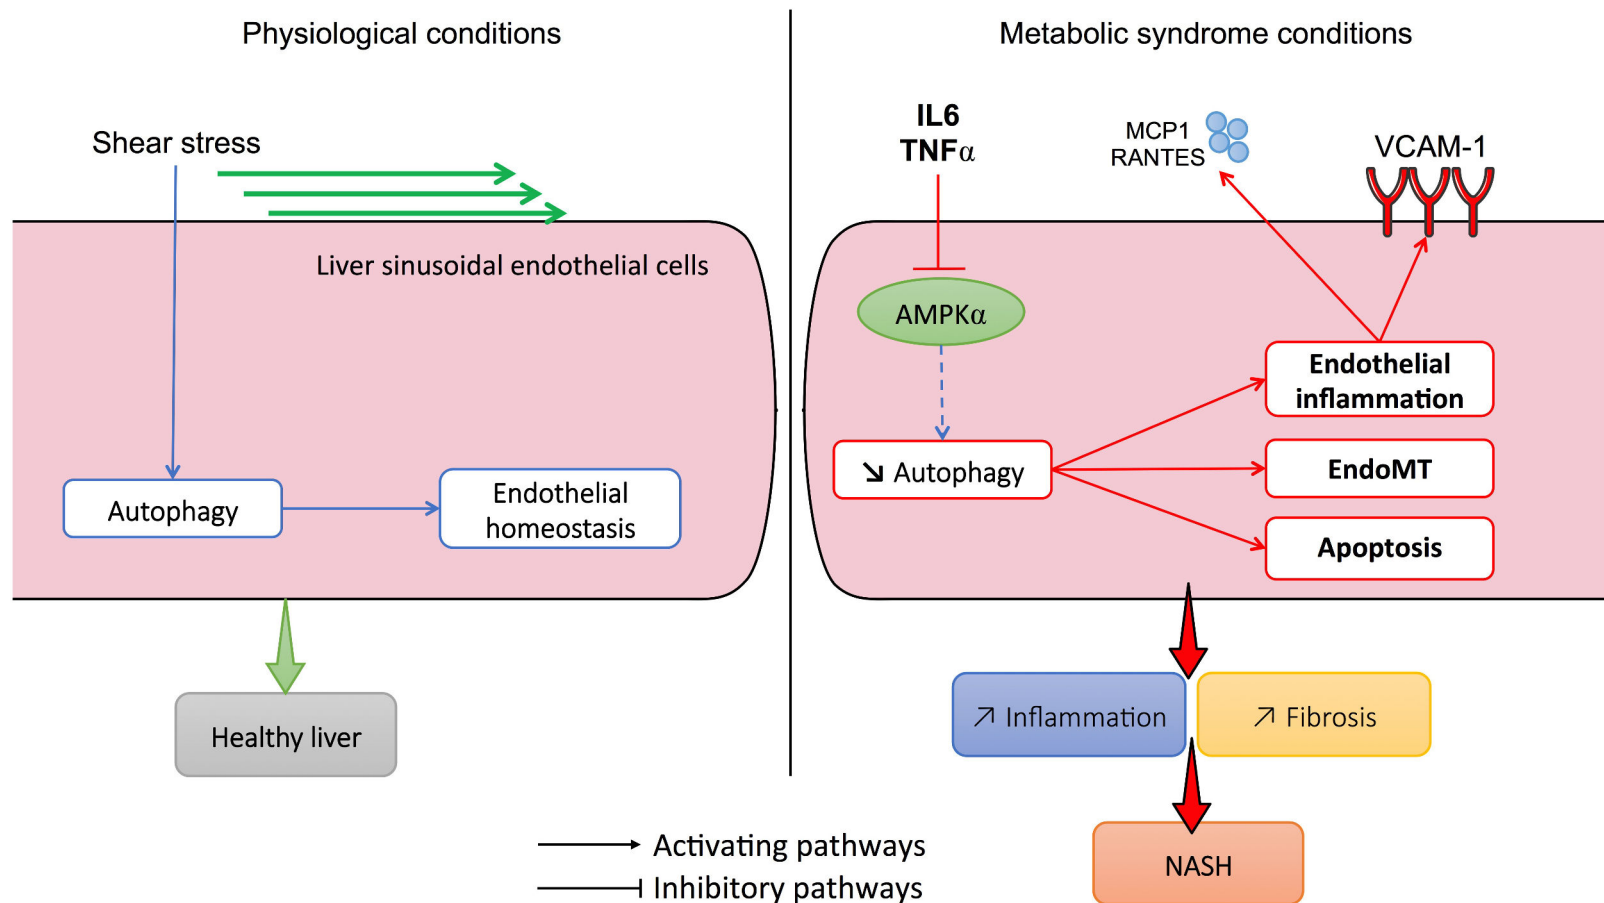 Physiological conditions
Shear stress
Liver sinusoidal endothelial cells
Autophagy
Endothelial
homeostasis
Healthy liver
Metabolic syndrome conditions
IL6
TNFα
MCP1
RANTES
VCAM-1
AMPKα
↘ Autophagy
Endothelial
inflammation
EndoMT
Apoptosis
↗ Inflammation
↗ Fibrosis
NASH
Activating pathways
Inhibitory pathways